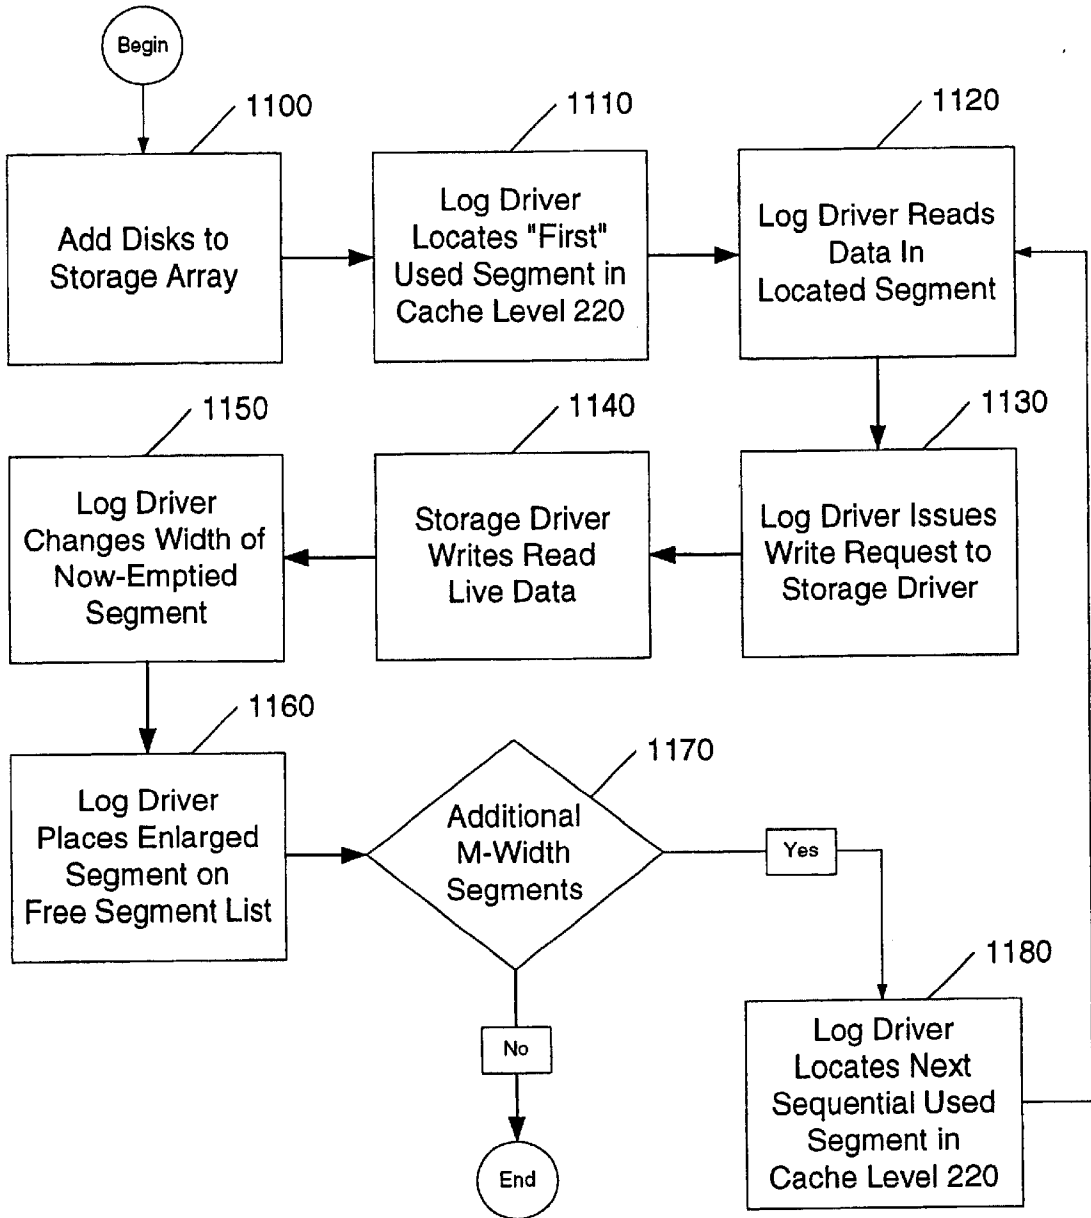 Begin
1100
Add Disks to
Storage Array
1110
Log Driver
Locates "First"
Used Segment in
Cache Level 220
1120
Log Driver Reads
Data In
Located Segment
1130
Log Driver Issues
Write Request to
Storage Driver
1140
Storage Driver
Writes Read
Live Data
1150
Log Driver
Changes Width of
Now-Emptied
Segment
1160
Log Driver
Places Enlarged
Segment on
Free Segment List
1170
Additional
M-Width
Segments
Yes
No
End
1180
Log Driver
Locates Next
Sequential Used
Segment in
Cache Level 220